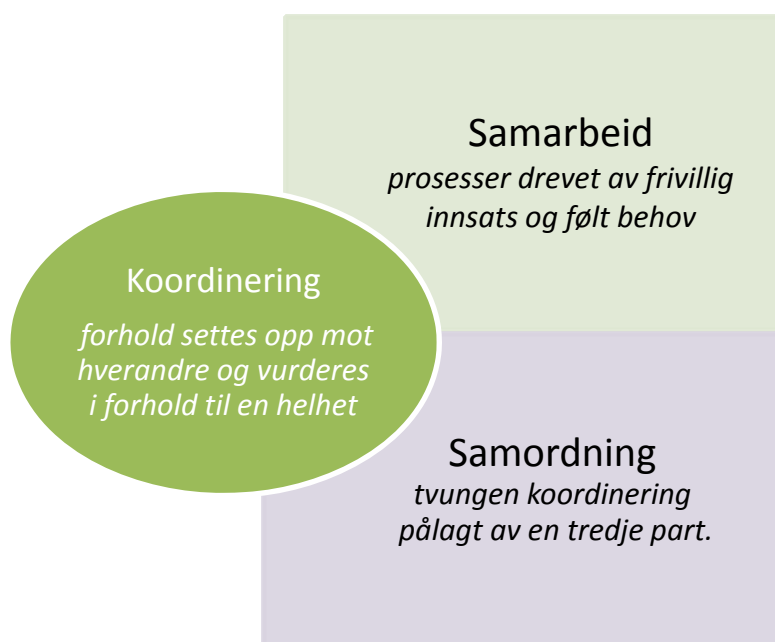 Samarbeid
prosesser drevet av frivillig
innsats og følt behov
Koordinering
forhold settes opp mot
hverandre og vurderes
i forhold til en helhet
Samordning
tvungen koordinering
pålagt av en tredje part.